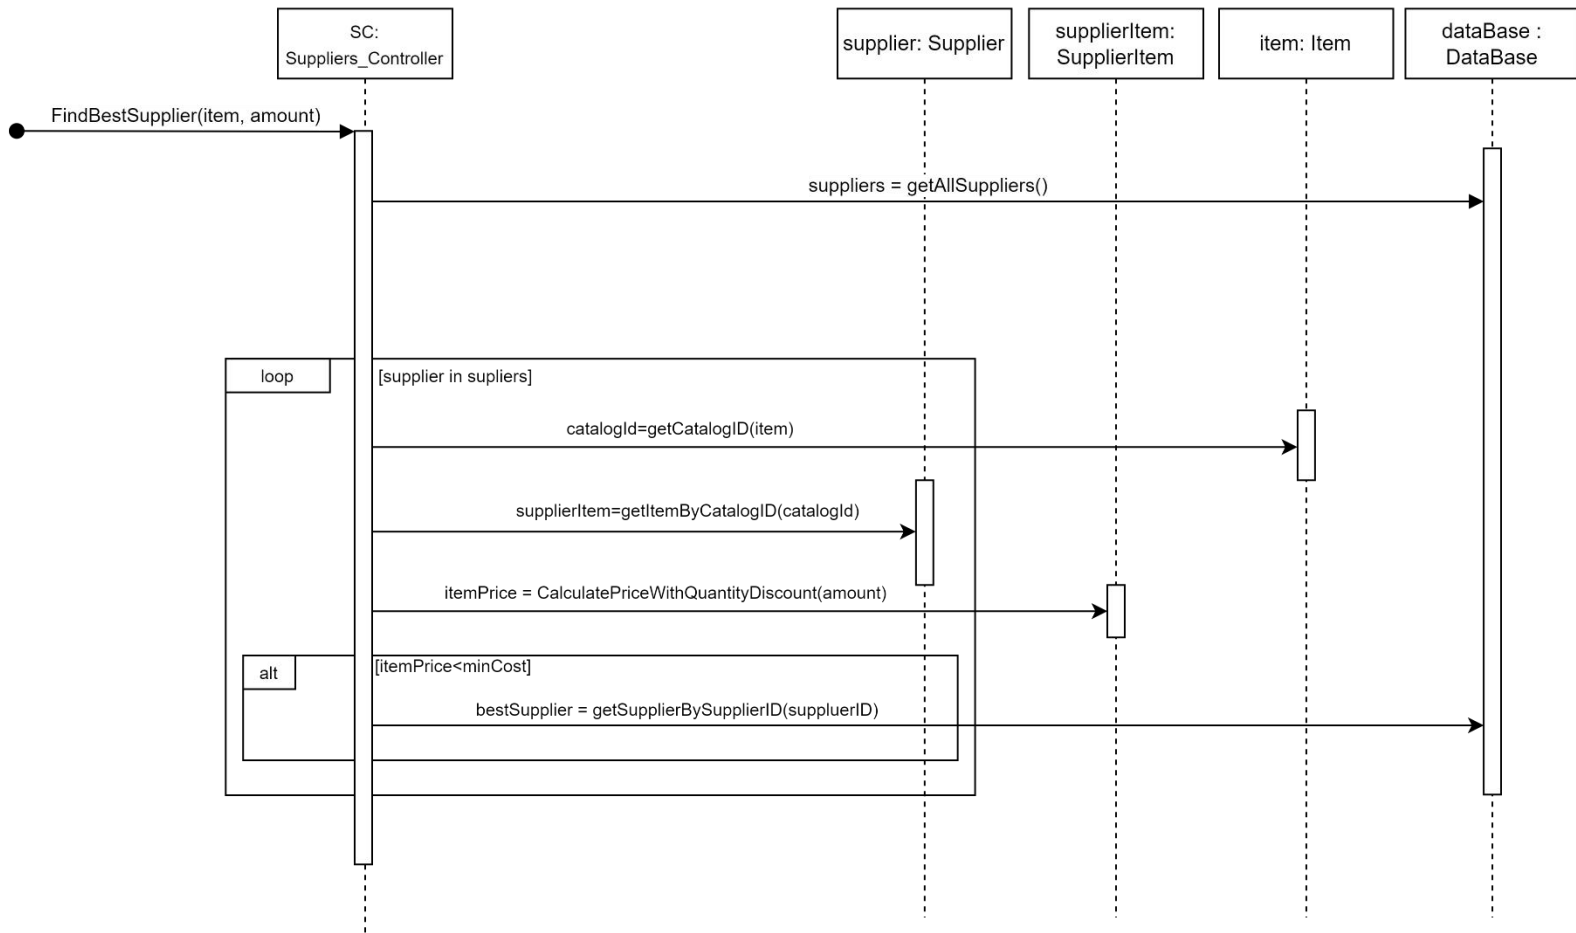 SC:
Suppliers_Controller
supplier: Supplier
supplierItem:
SupplierItem
item: Item
dataBase :
DataBase
FindBestSupplier(item, amount)
suppliers = getAllSuppliers()
loop
[supplier in supliers]
catalogId=getCatalogID(item)
supplierItem=getItemByCatalogID(catalogId)
itemPrice = CalculatePriceWithQuantityDiscount(amount)
alt
[itemPrice<minCost]
bestSupplier = getSupplierBySupplierID(suppluerID)